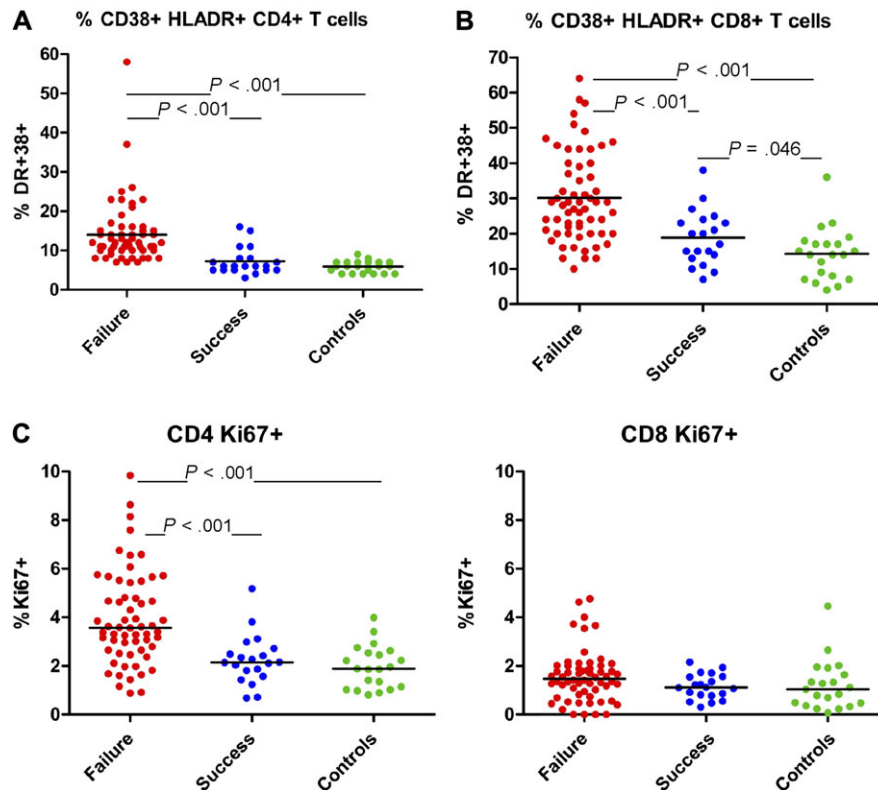 A
% CD38+ HLADR+ CD4+ T cells
% DR+38+
60
50
40
30
20
10
0
P < .001
P < .001
Failure
Success
Controls
B
% CD38+ HLADR+ CD8+ T cells
% DR+38+
70
60
50
40
30
20
10
0
P < .001
P < .001
P = .046
Failure
Success
Controls
C
CD4 Ki67+
%Ki67+
10
8
6
4
2
0
P < .001
P < .001
Failure
Success
Controls
CD8 Ki67+
%Ki67+
10
8
6
4
2
0
Failure
Success
Controls